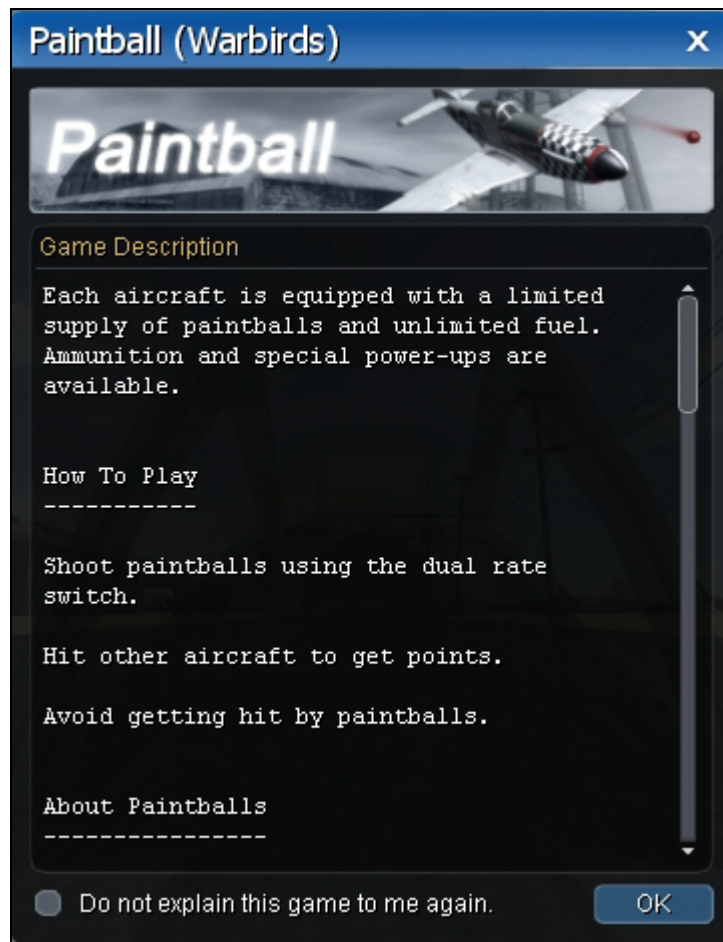 Paintball (Warbirds)
x
Paintball
Game Description
Each aircraft is equipped with a limited
supply of paintballs and unlimited fuel.
Ammunition and special power-ups are
available.
How To Play
-----------
Shoot paintballs using the dual rate
switch.
Hit other aircraft to get points.
Avoid getting hit by paintballs.
About Paintballs
----------------
Do not explain this game to me again.
OK